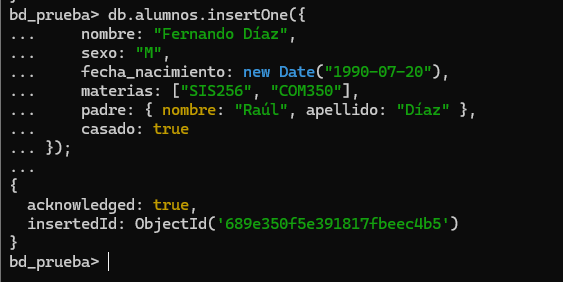 bd_prueba> db.alumnos.insertOne({
...     nombre: "Fernando Díaz",
...     sexo: "M",
...     fecha_nacimiento: new Date("1990-07-20"),
...     materias: ["SIS256", "COM350"],
...     padre: { nombre: "Raúl", apellido: "Díaz" },
...     casado: true
... });
...
{
  acknowledged: true,
  insertedId: ObjectId('689e350f5e391817fbeec4b5')
}
bd_prueba>